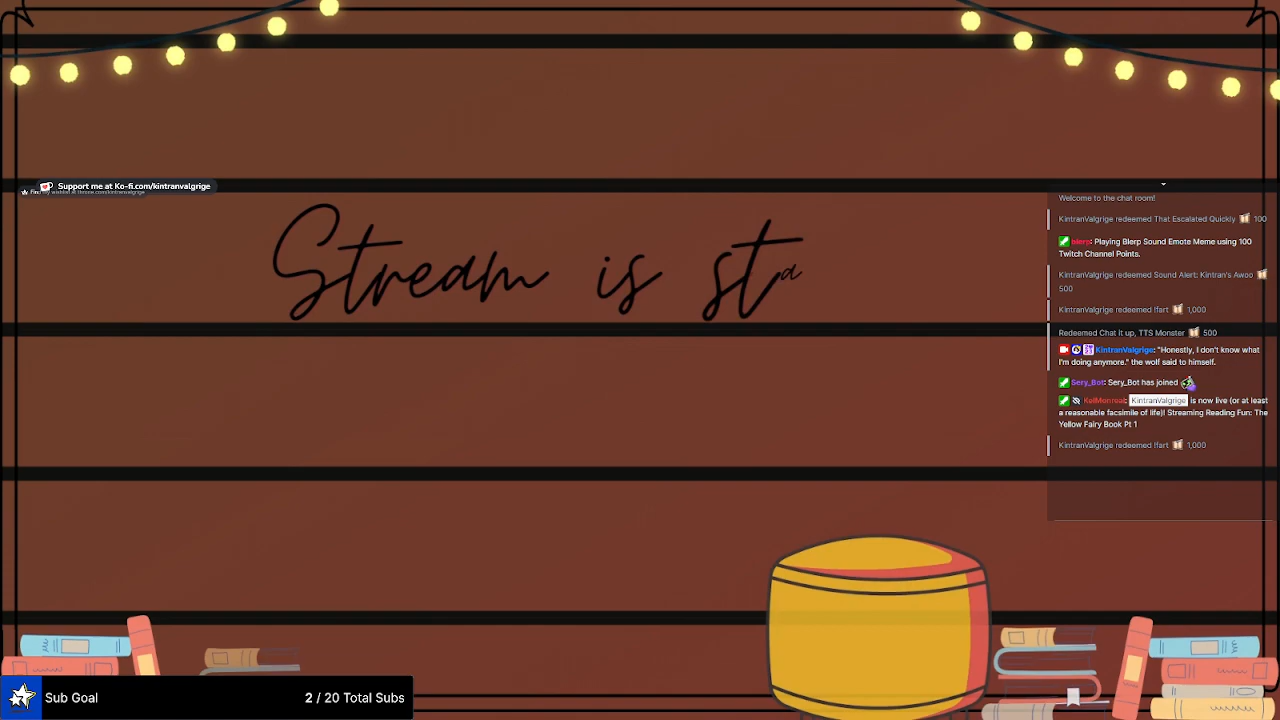 Support me at Ko-fi.com/kintranvalgrige
Stream is sta
Welcome to the chat room!
KintranValgrige redeemed That Escalated Quickly 100
blerp: Playing Blerp Sound Emote Meme using 100
Twitch Channel Points.
KintranValgrige redeemed Sound Alert: Kintran's Awoo
500
KintranValgrige redeemed !fart 1,000
Redeemed Chat It up, TTS Monster 500
KintranValgrige: "Honestly, I don't know what
I'm doing anymore." the wolf said to himself.
Sery_Bot: Sery_Bot has joined
KaiMonreal: KintranValgrige is now live (or at least
a reasonable facsimile of life)! Streaming Reading Fun: The
Yellow Fairy Book Pt 1
KintranValgrige redeemed !fart 1,000
Sub Goal 2 / 20 Total Subs